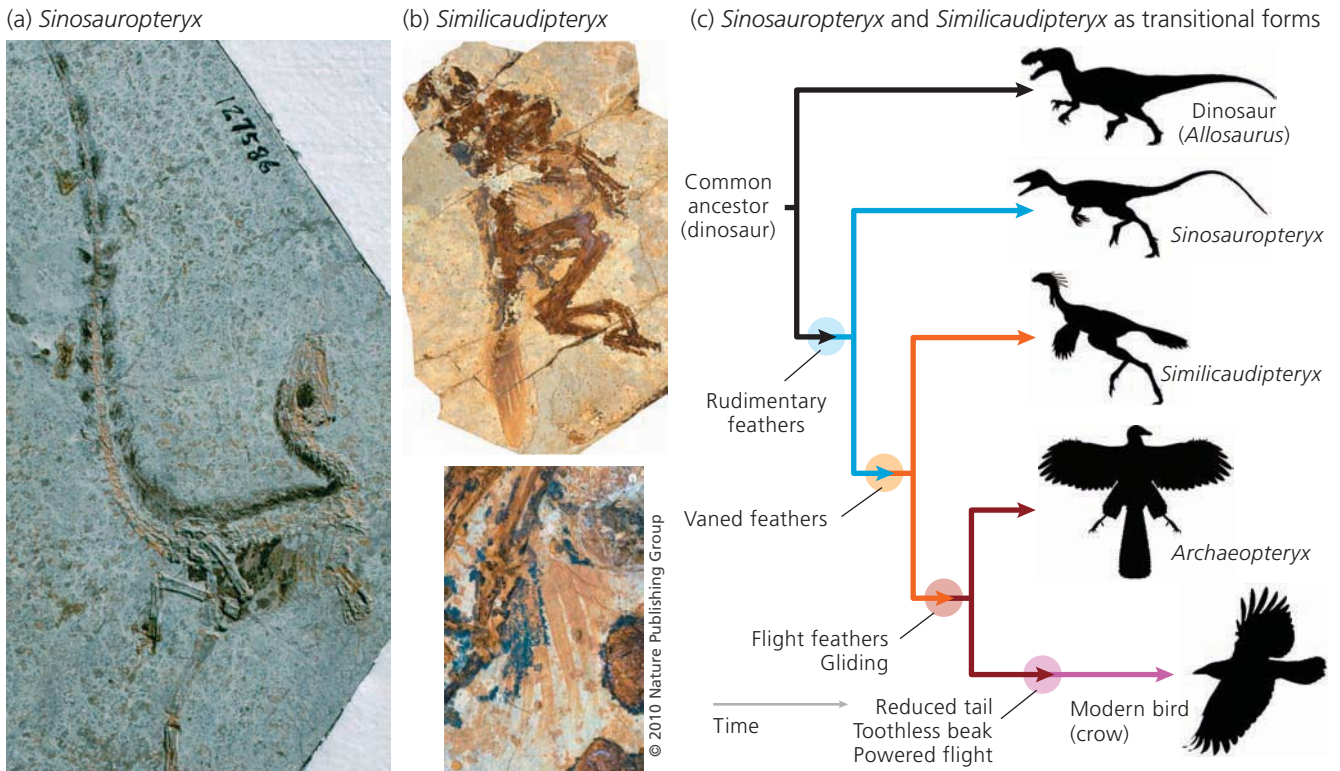 (a) Sinosauropteryx
127586
(b) Similicaudipteryx
© 2010 Nature Publishing Group
(c) Sinosauropteryx and Similicaudipteryx as transitional forms
Dinosaur
(Allosaurus)
Common
ancestor
(dinosaur)
Sinosauropteryx
Rudimentary
feathers
Similicaudipteryx
Vaned feathers
Archaeopteryx
Flight feathers
Gliding
Time
Reduced tail
Toothless beak
Powered flight
Modern bird
(crow)